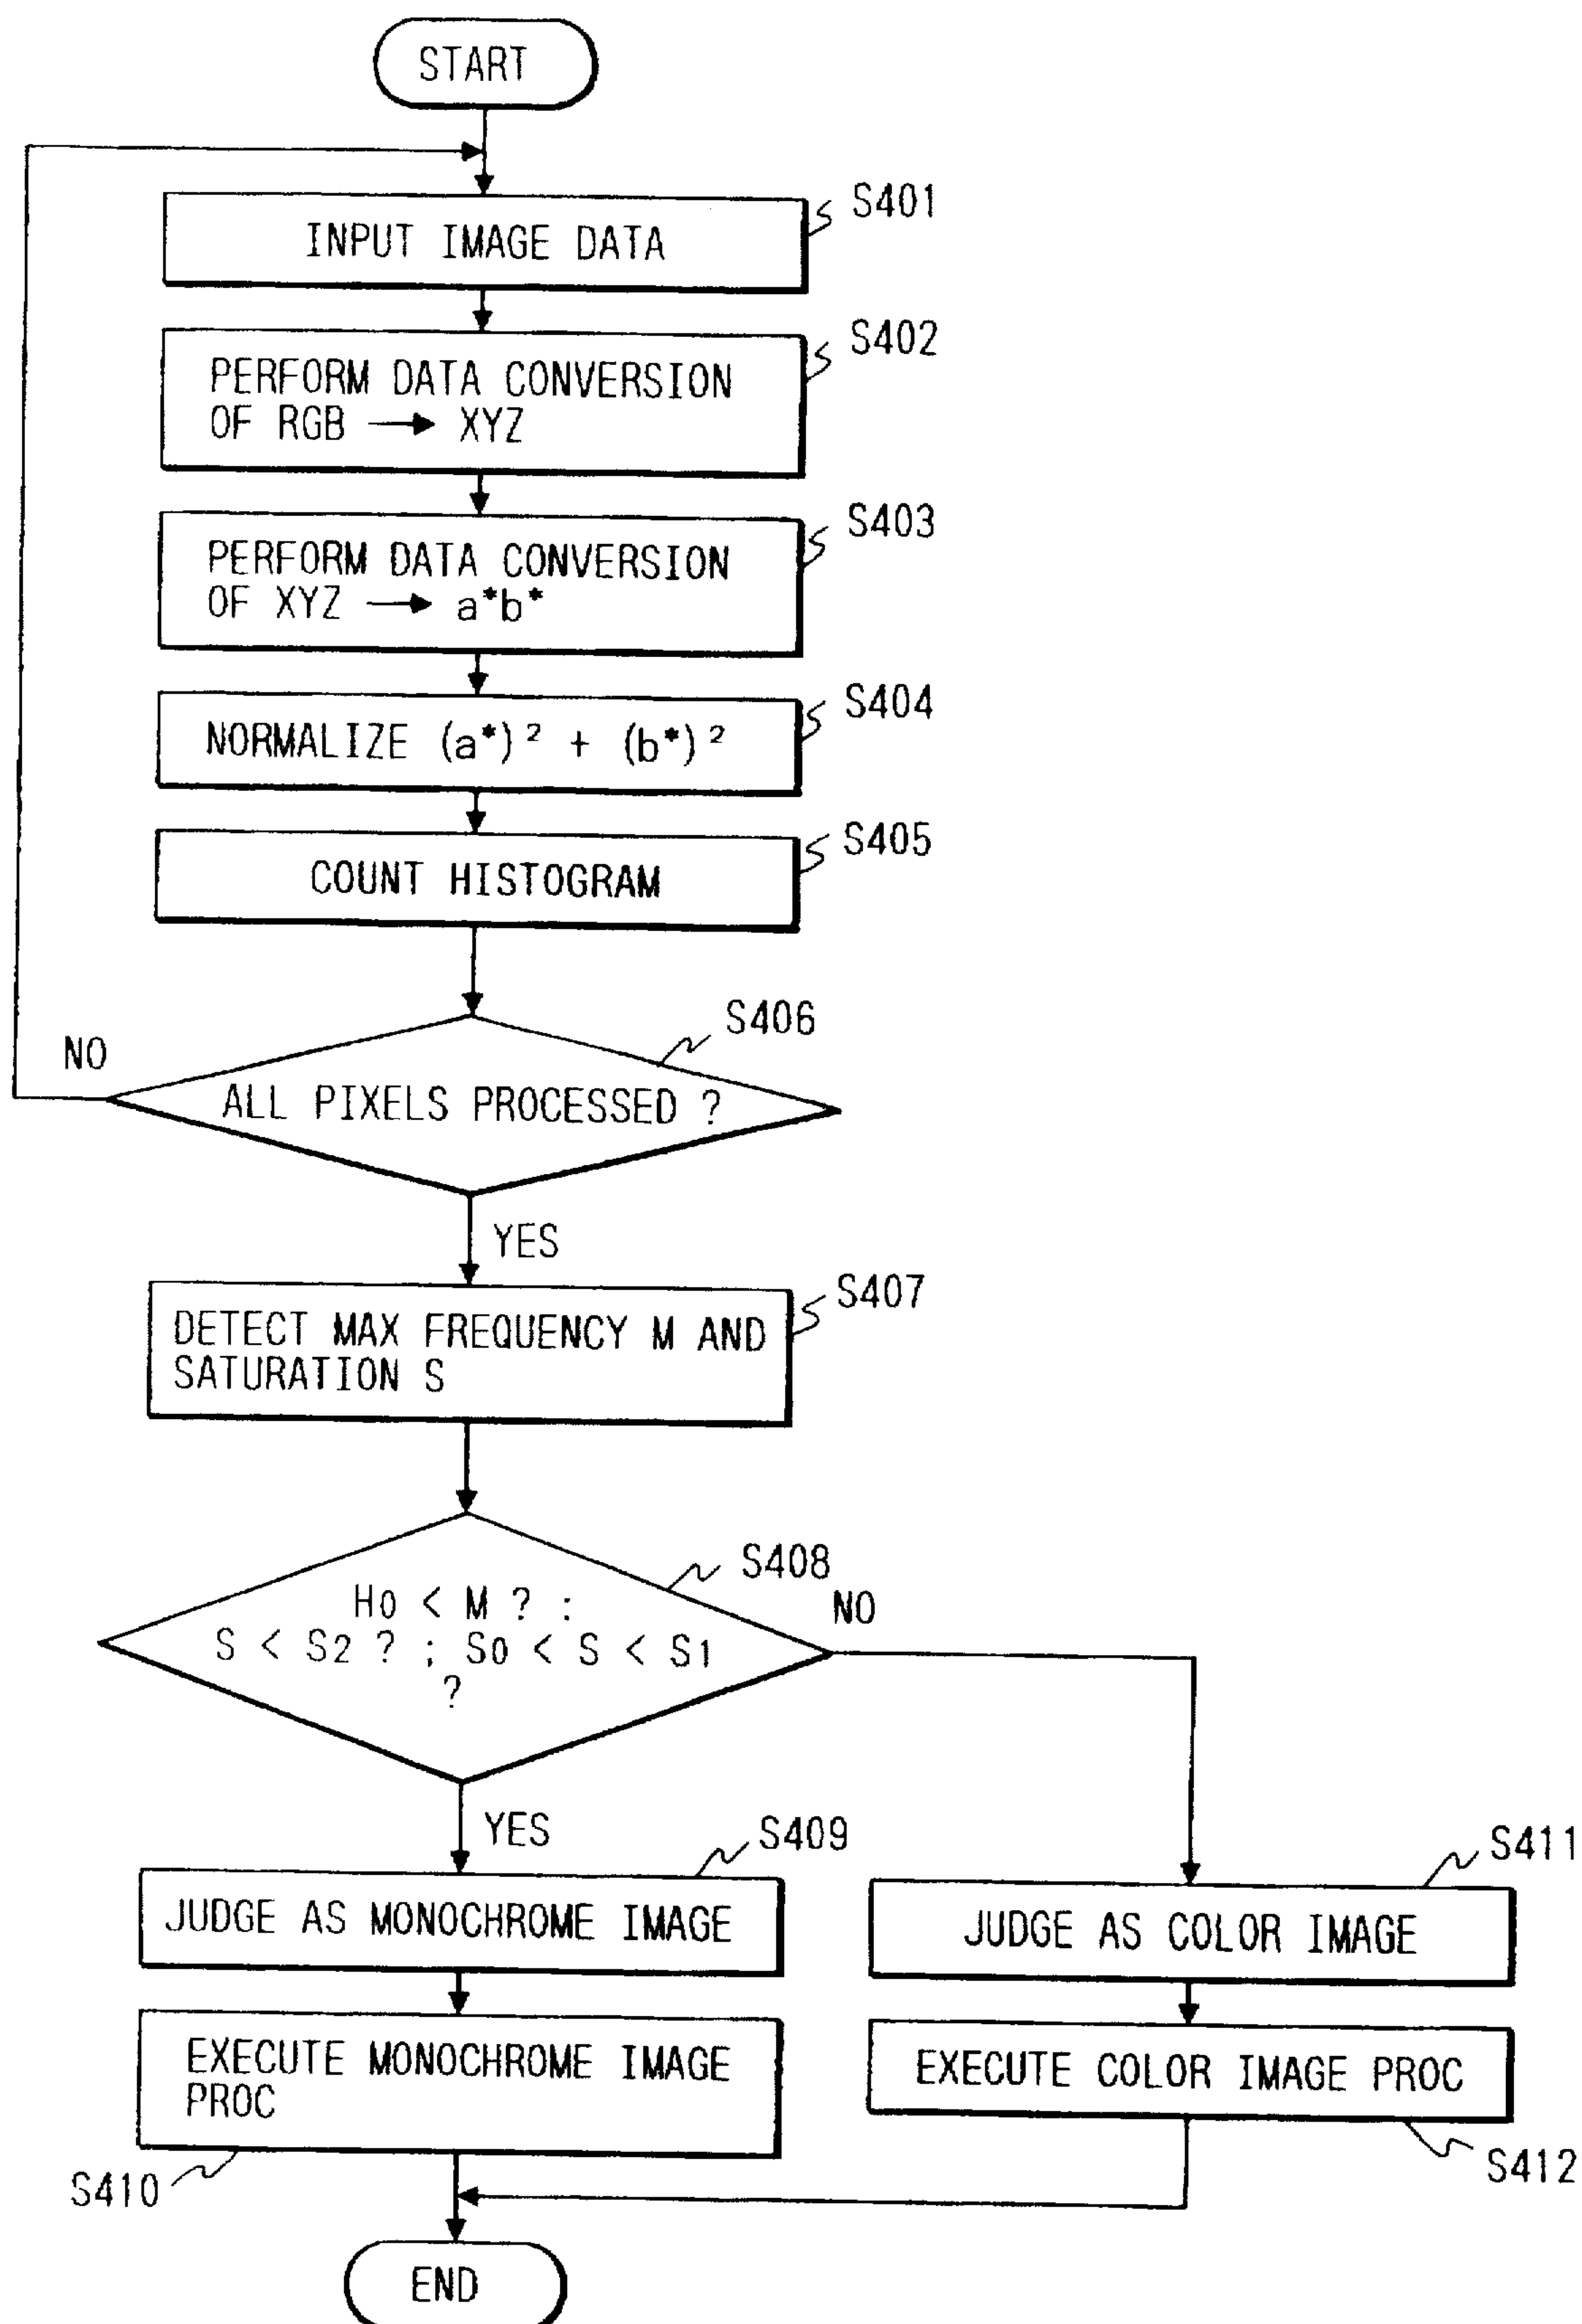 START
S401
INPUT IMAGE DATA
S402
PERFORM DATA CONVERSION
OF RGB → XYZ
S403
PERFORM DATA CONVERSION
OF XYZ → a*b*
S404
NORMALIZE (a*)² + (b*)²
S405
COUNT HISTOGRAM
S406
NO
ALL PIXELS PROCESSED ?
YES
S407
DETECT MAX FREQUENCY M AND
SATURATION S
S408
H0 < M ? :
S < S2 ? ; S0 < S < S1
?
NO
YES
S409
JUDGE AS MONOCHROME IMAGE
S411
JUDGE AS COLOR IMAGE
EXECUTE MONOCHROME IMAGE
PROC
S410
EXECUTE COLOR IMAGE PROC
S412
END